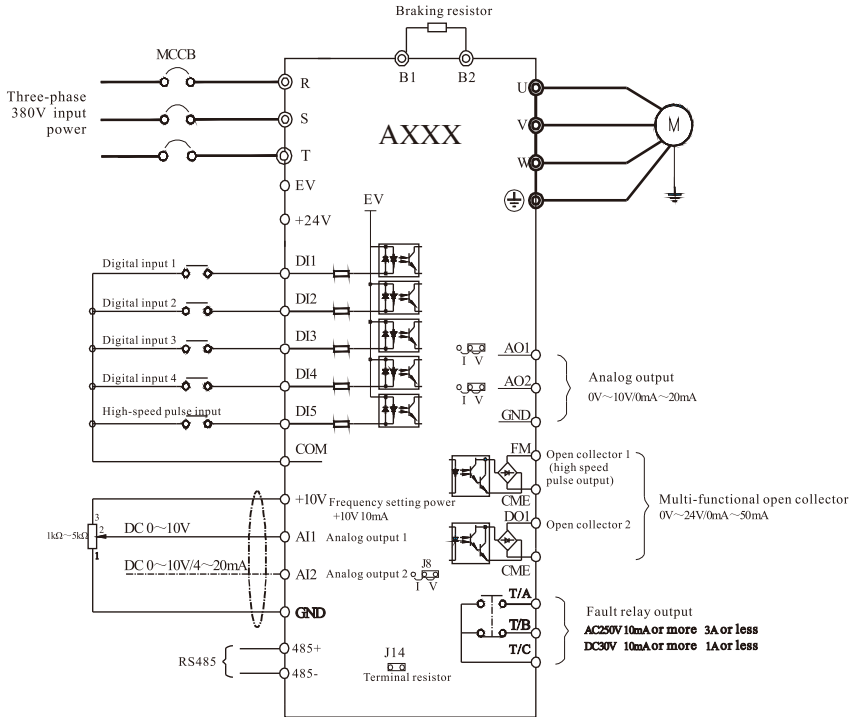 Braking resistor
B1
B2
MCCB
Three-phase
380V input
power
R
S
T
AXXX
U
V
W
M
EV
+24V
EV
Digital input 1
DI1
Digital input 2
DI2
Digital input 3
DI3
Digital input 4
DI4
High-speed pulse input
DI5
COM
I V
AO1
I V
AO2
GND
Analog output
0V～10V/0mA～20mA
FM
CME
Open collector 1
(high speed
pulse output)
DO1
CME
Open collector 2
Multi-functional open collector
0V～24V/0mA～50mA
+10V
Frequency setting power
+10V 10mA
3
2
1
1kΩ～5kΩ
DC 0～10V
AI1
Analog output 1
DC 0～10V/4～20mA
AI2
Analog output 2
J8
I V
GND
T/A
T/B
T/C
Fault relay output
AC250V 10mA or more 3A or less
DC30V 10mA or more 1A or less
RS485
485+
485-
J14
Terminal resistor